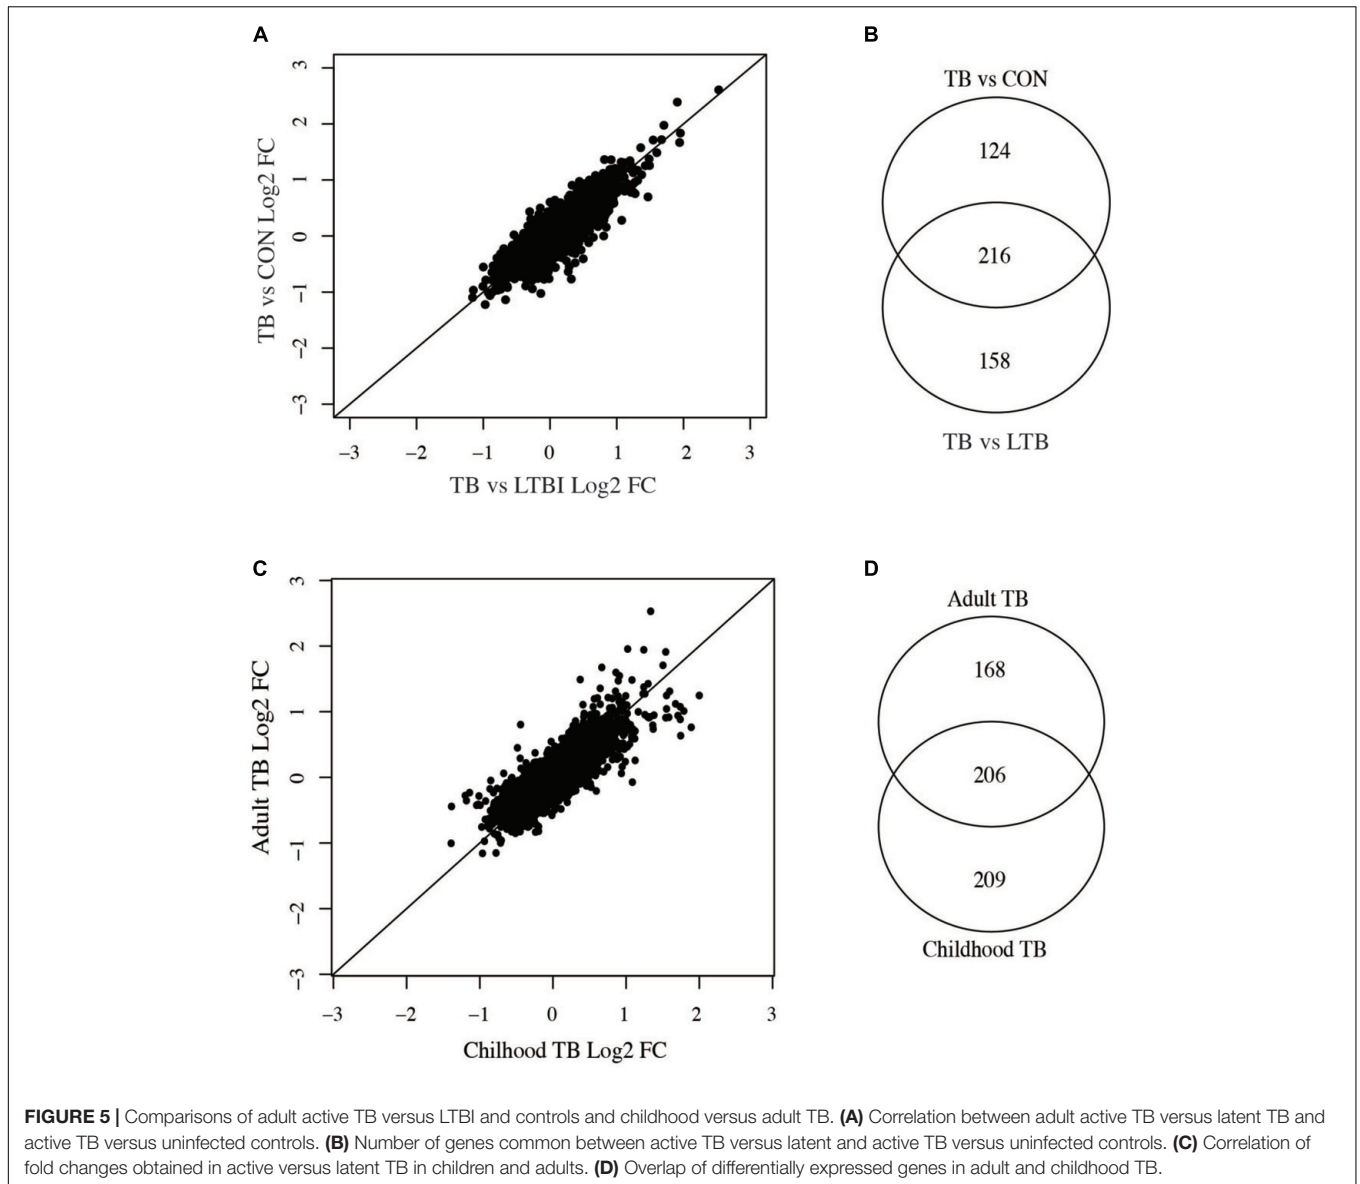 A
3
2
1
0
−1
−2
−3
TB vs CON Log2 FC
−3 −2 −1 0 1 2 3
TB vs LTBI Log2 FC
B
TB vs CON
124
216
158
TB vs LTB
C
3
2
1
0
−1
−2
−3
Adult TB Log2 FC
−3 −2 −1 0 1 2 3
Chilhood TB Log2 FC
D
Adult TB
168
206
209
Childhood TB
FIGURE 5 | Comparisons of adult active TB versus LTBI and controls and childhood versus adult TB. (A) Correlation between adult active TB versus latent TB and
active TB versus uninfected controls. (B) Number of genes common between active TB versus latent and active TB versus uninfected controls. (C) Correlation of
fold changes obtained in active versus latent TB in children and adults. (D) Overlap of differentially expressed genes in adult and childhood TB.